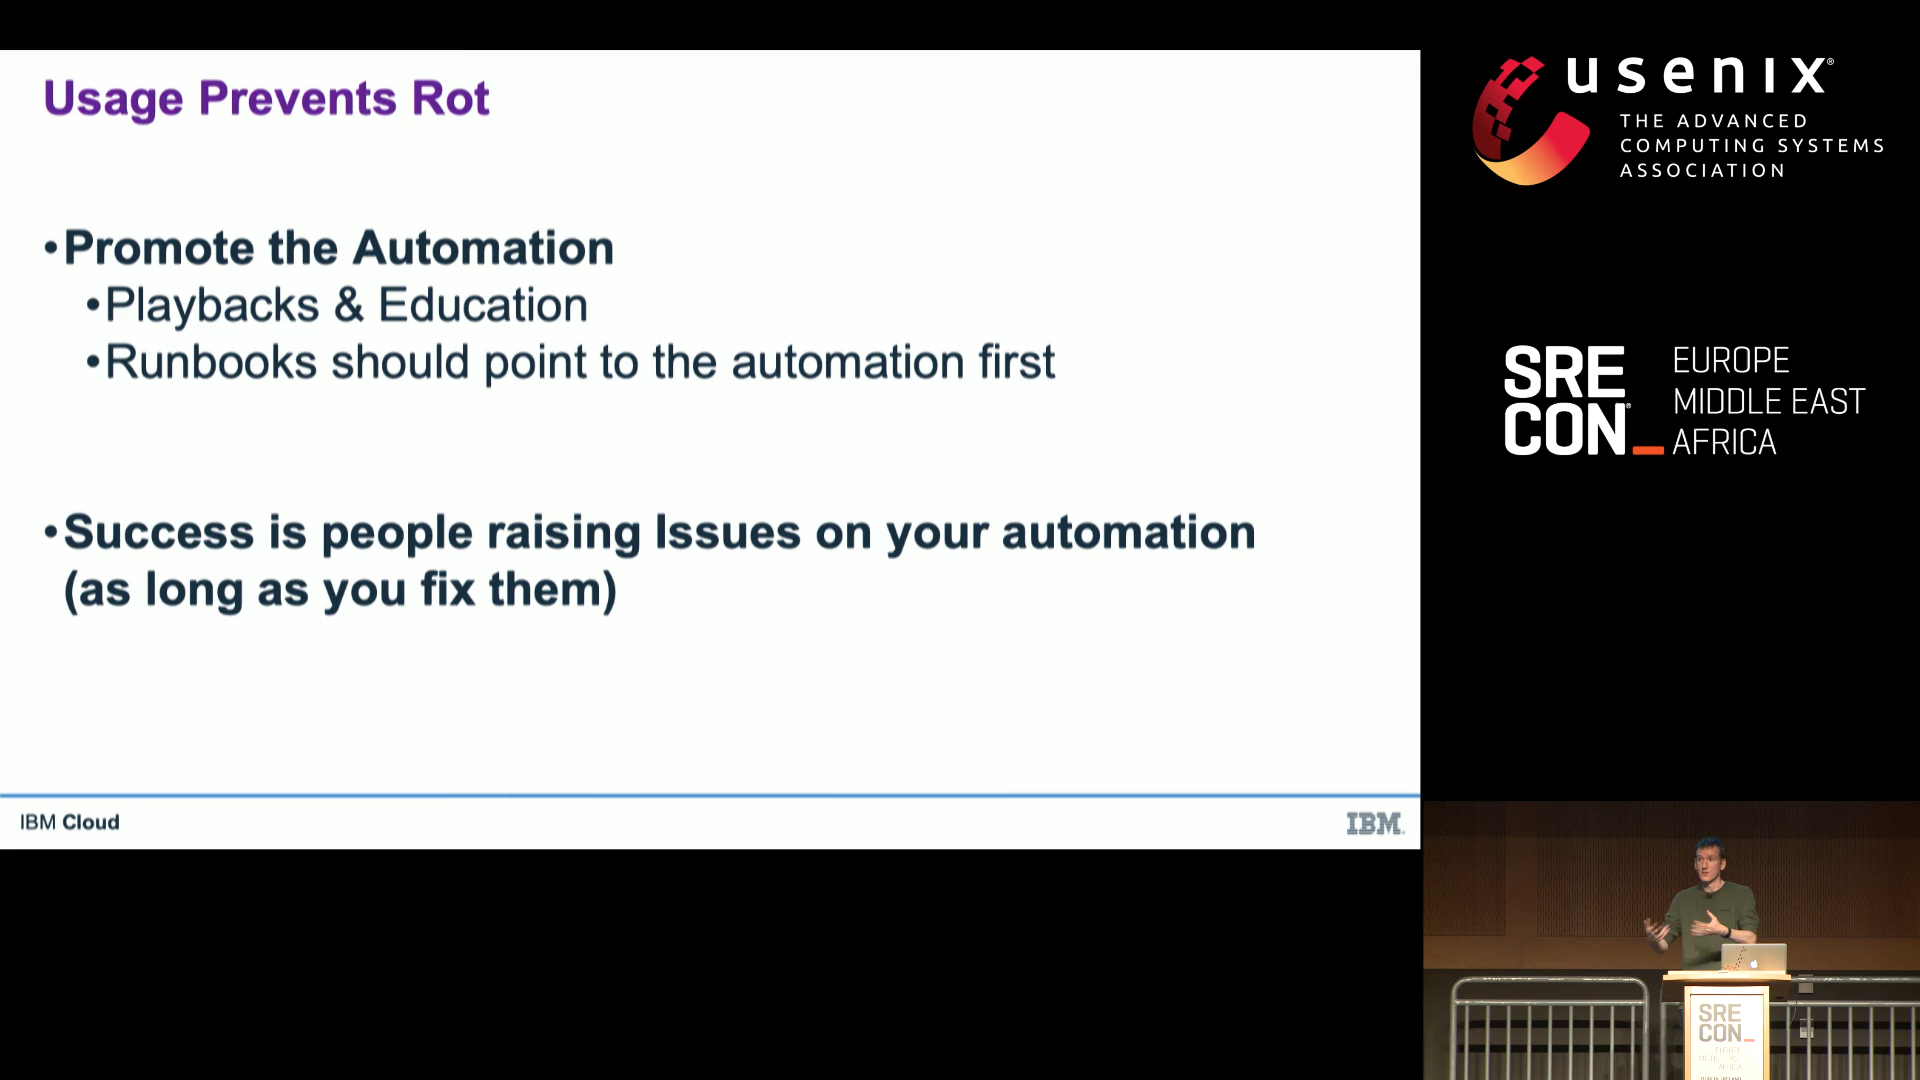 Usage Prevents Rot
•Promote the Automation
•Playbacks & Education
•Runbooks should point to the automation first
•Success is people raising Issues on your automation
(as long as you fix them)
IBM Cloud
IBM
usenix®
THE ADVANCED
COMPUTING SYSTEMS
ASSOCIATION
SRE
CON_
EUROPE
MIDDLE EAST
AFRICA
SRE
CON_